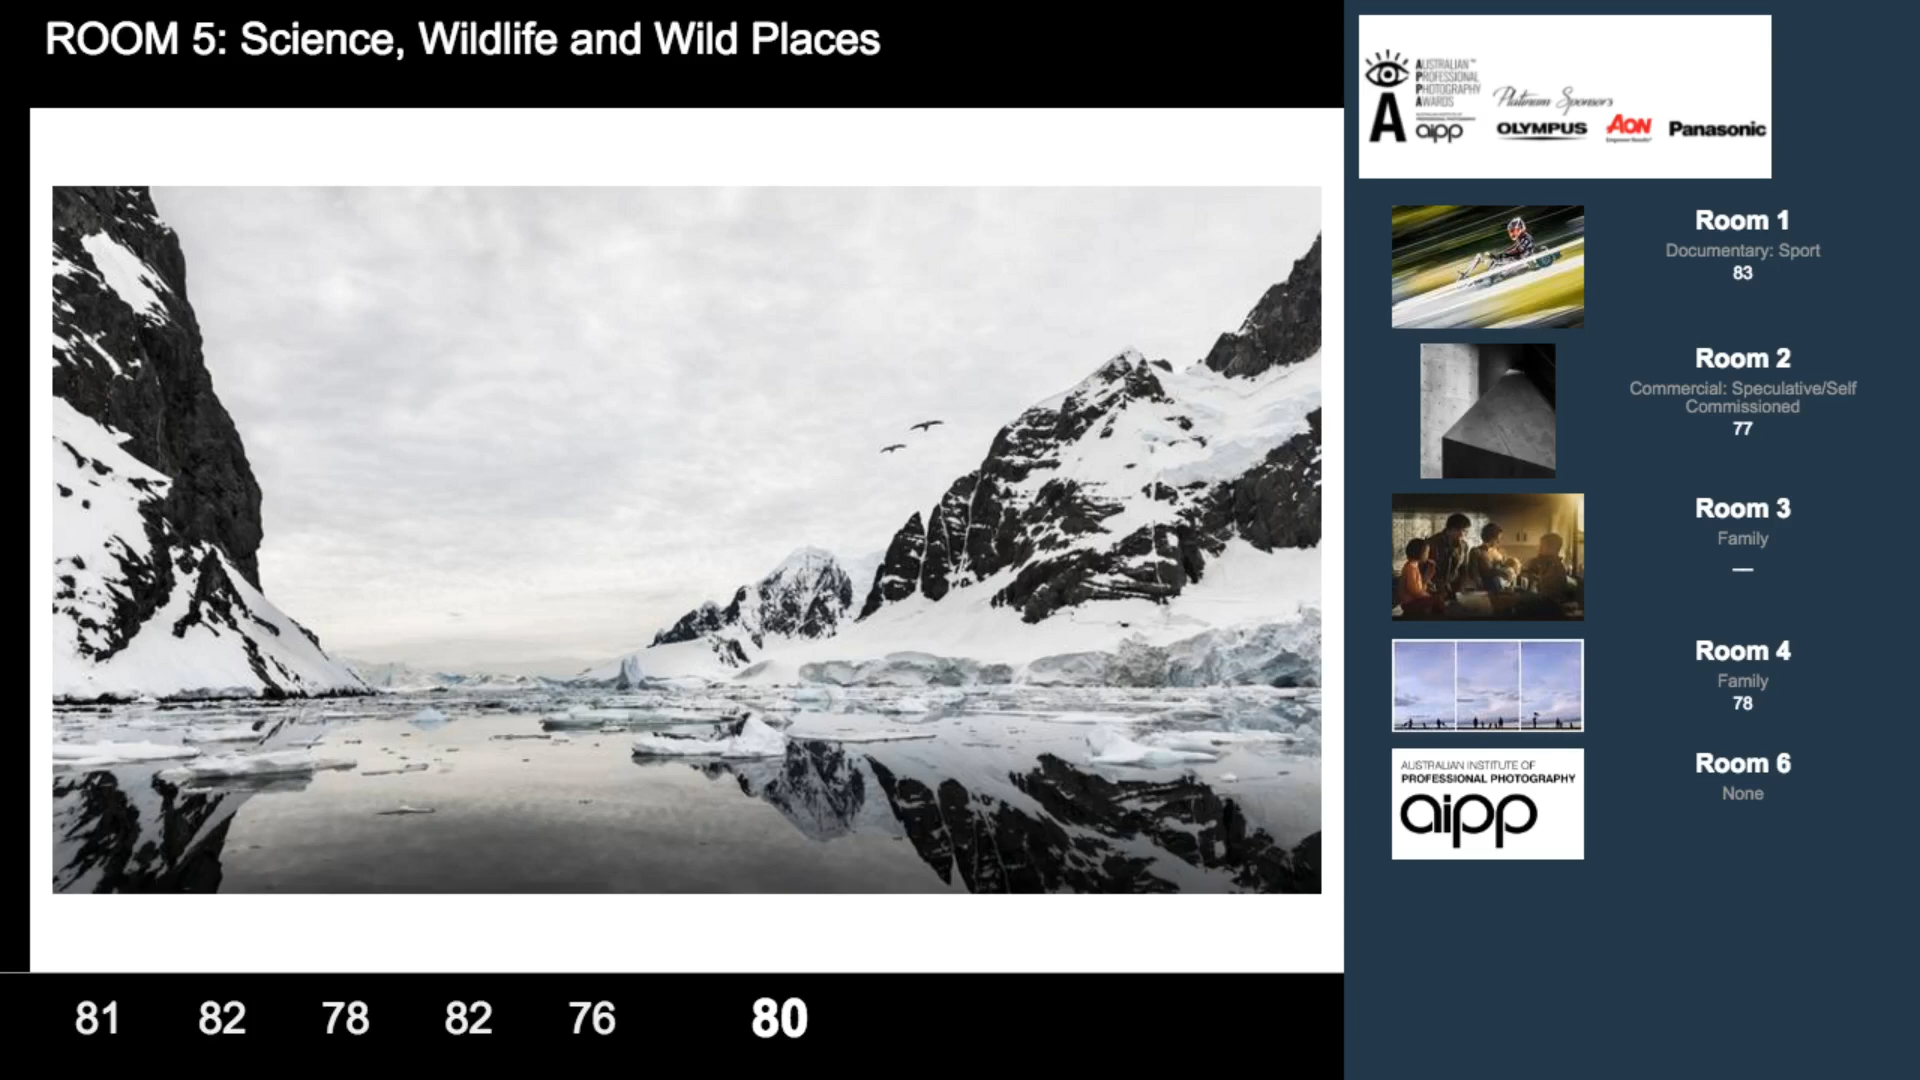 ROOM 5: Science, Wildlife and Wild Places
81 82 78 82 76 80
A
AUSTRALIAN™
PROFESSIONAL
PHOTOGRAPHY
AWARDS
aipp
Platinum Sponsors
OLYMPUS AON Panasonic
Room 1
Documentary: Sport
83
Room 2
Commercial: Speculative/Self
Commissioned
77
Room 3
Family
—
Room 4
Family
78
AUSTRALIAN INSTITUTE OF
PROFESSIONAL PHOTOGRAPHY
aipp
Room 6
None